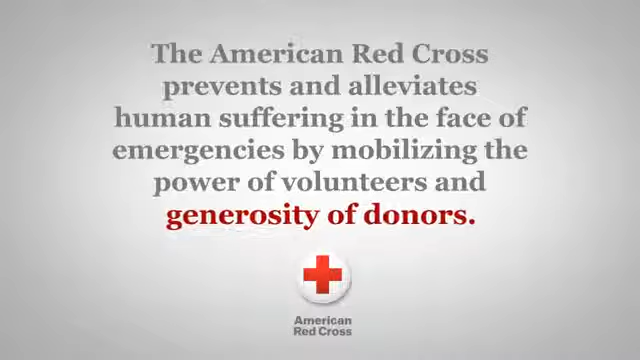 The American Red Cross
prevents and alleviates
human suffering in the face of
emergencies by mobilizing the
power of volunteers and
generosity of donors.
American
Red Cross